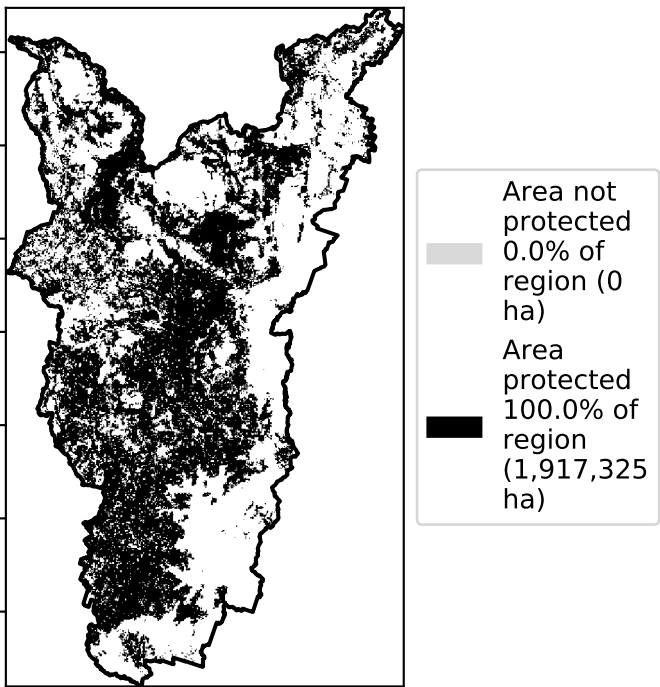 Area not
protected
0.0% of
region (0
ha)
Area
protected
100.0% of
region
(1,917,325
ha)